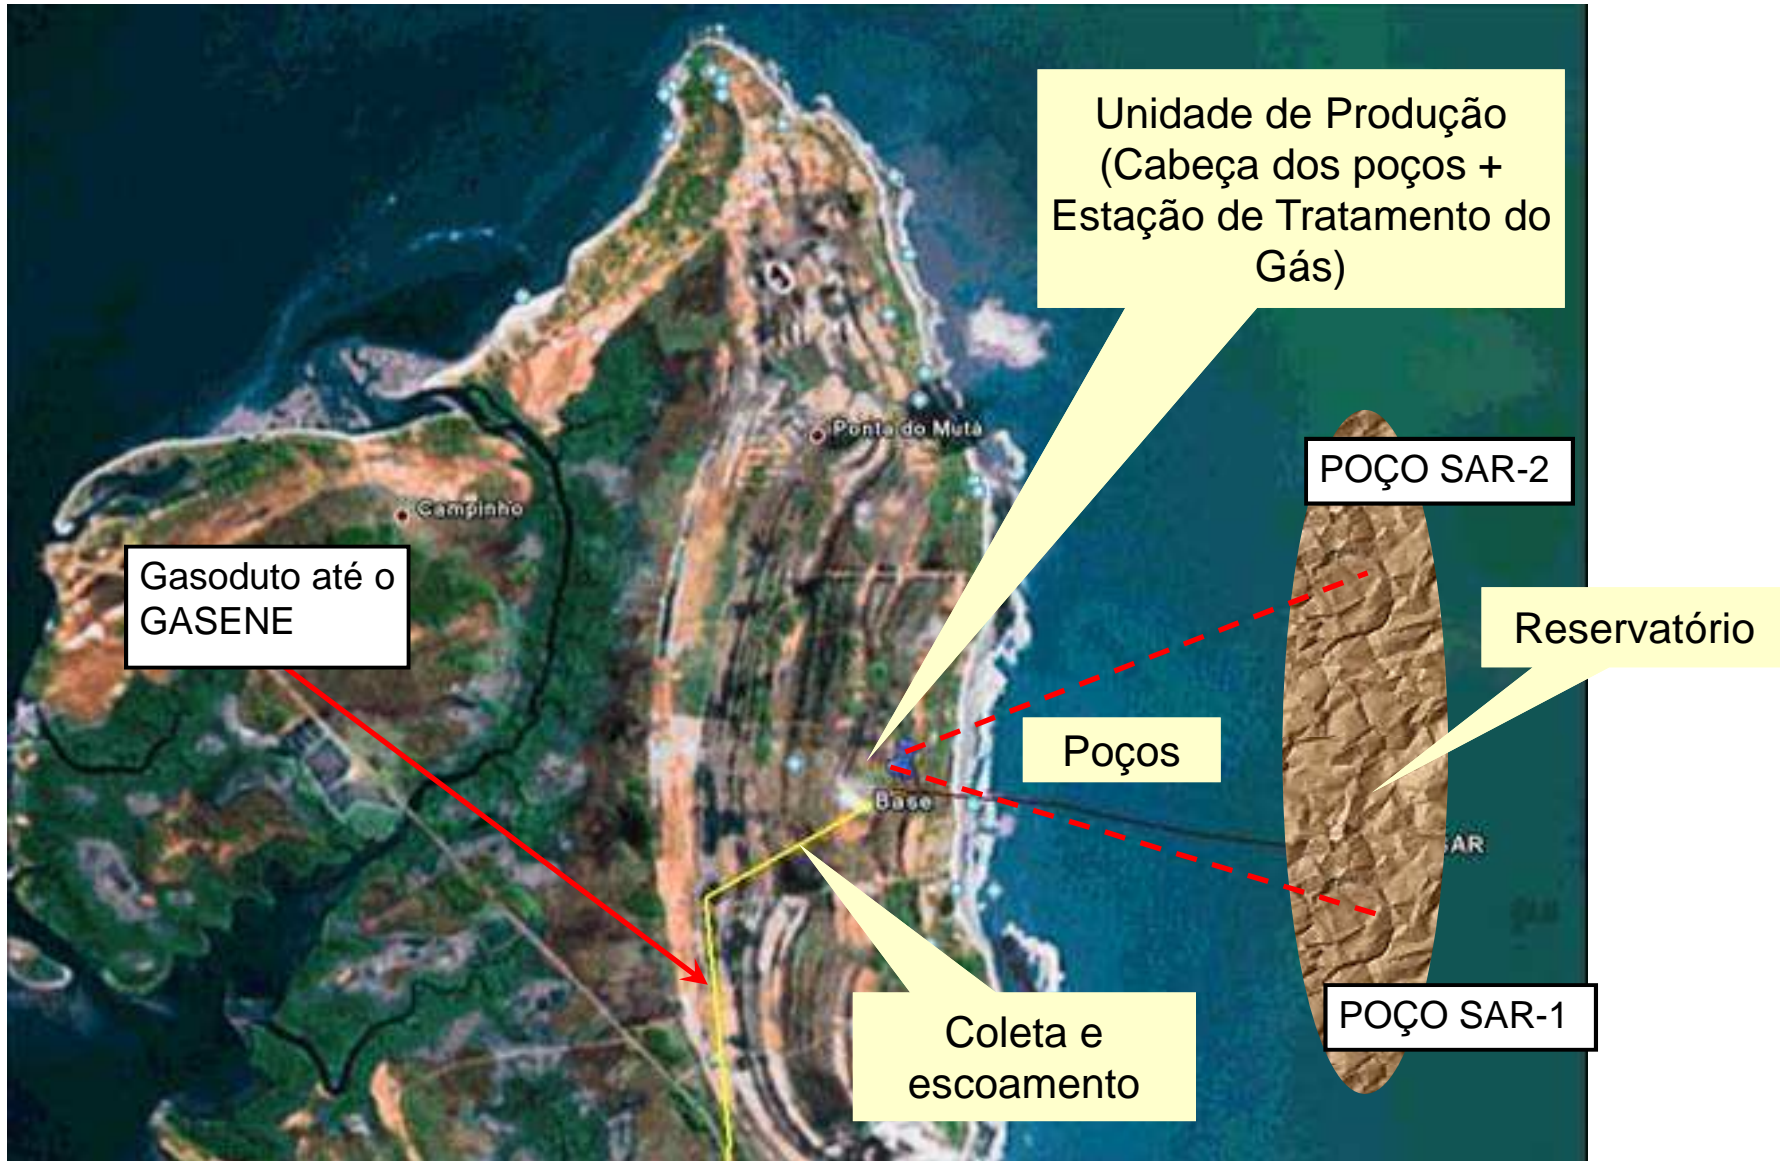 Unidade de Produção
(Cabeça dos poços +
Estação de Tratamento do
Gás)
Ponta do Mutá
POÇO SAR-2
Campinho
Gasoduto até o
GASENE
Reservatório
Poços
Base
SAR
POÇO SAR-1
Coleta e
escoamento